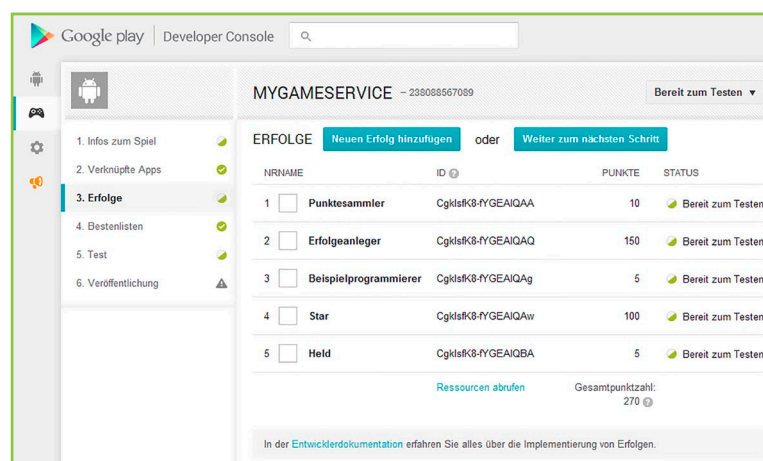 Google play Developer Console
MYGAMESERVICE – 238088567089
Bereit zum Testen
1. Infos zum Spiel
2. Verknüpfte Apps
3. Erfolge
4. Bestenlisten
5. Test
6. Veröffentlichung
ERFOLGE Neuen Erfolg hinzufügen oder Weiter zum nächsten Schritt
NRNAME ID PUNKTE STATUS
1 Punktesammler CgkIsfK8-fYGEAIQAA 10 Bereit zum Testen
2 Erfolgeanleger CgkIsfK8-fYGEAIQAQ 150 Bereit zum Testen
3 Beispielprogrammierer CgkIsfK8-fYGEAIQAg 5 Bereit zum Testen
4 Star CgkIsfK8-fYGEAIQAw 100 Bereit zum Testen
5 Held CgkIsfK8-fYGEAIQBA 5 Bereit zum Testen
Ressourcen abrufen Gesamtpunktzahl:
270
In der Entwicklerdokumentation erfahren Sie alles über die Implementierung von Erfolgen.